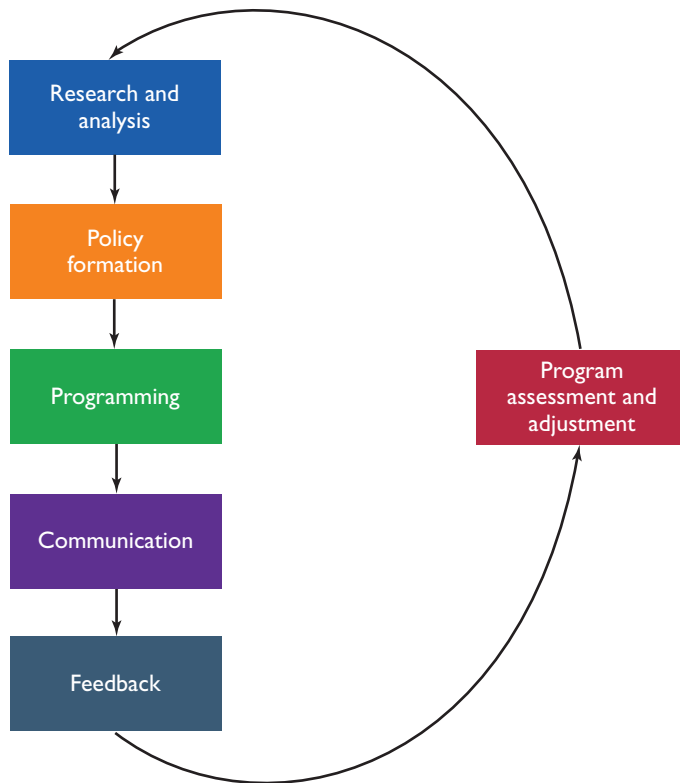 Research and
analysis
Policy
formation
Programming
Communication
Feedback
Program
assessment and
adjustment